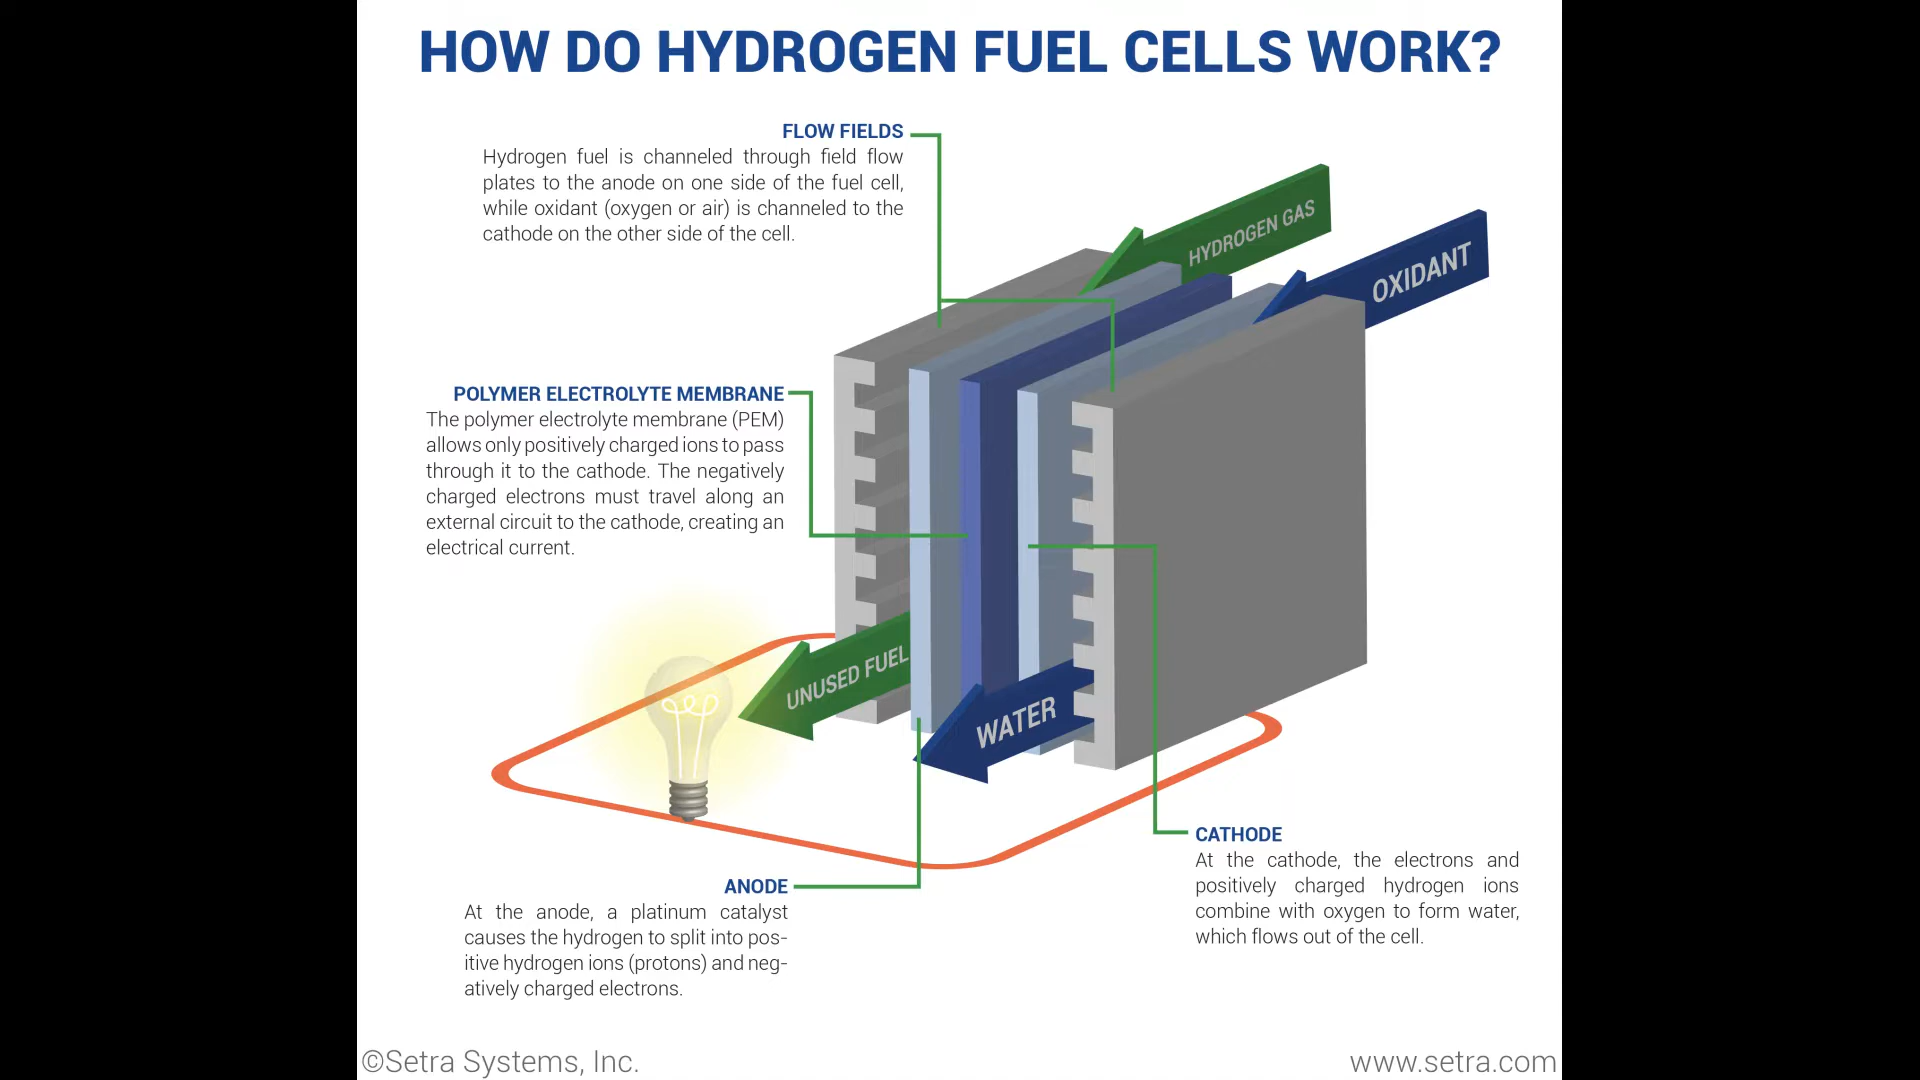 HOW DO HYDROGEN FUEL CELLS WORK?
FLOW FIELDS
Hydrogen fuel is channeled through field flow
plates to the anode on one side of the fuel cell,
while oxidant (oxygen or air) is channeled to the
cathode on the other side of the cell.
HYDROGEN GAS
OXIDANT
POLYMER ELECTROLYTE MEMBRANE
The polymer electrolyte membrane (PEM)
allows only positively charged ions to pass
through it to the cathode. The negatively
charged electrons must travel along an
external circuit to the cathode, creating an
electrical current.
UNUSED FUEL
WATER
CATHODE
At the cathode, the electrons and
positively charged hydrogen ions
combine with oxygen to form water,
which flows out of the cell.
ANODE
At the anode, a platinum catalyst
causes the hydrogen to split into pos-
itive hydrogen ions (protons) and neg-
atively charged electrons.
©Setra Systems, Inc.
www.setra.com